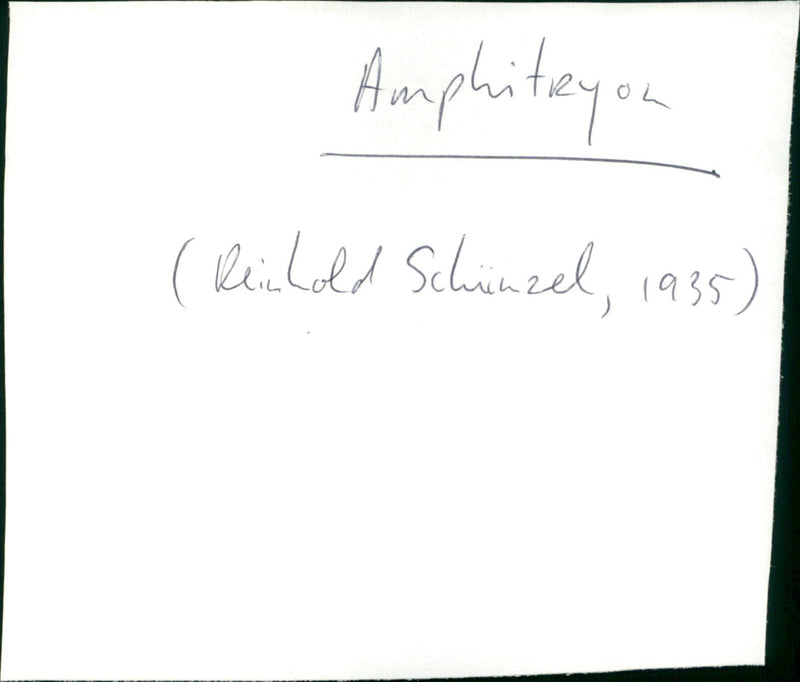 Amphitryon
(Reinhold Schünzel, 1935)